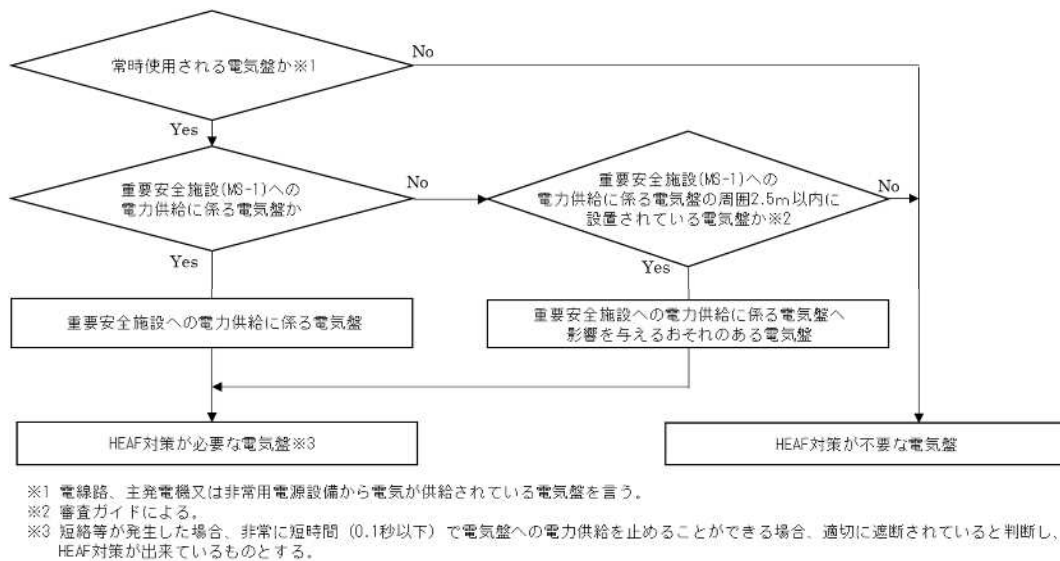 常時使用される電気盤か※1
No
Yes
重要安全施設(MS-1)への
電力供給に係る電気盤か
No
重要安全施設(MS-1)への
電力供給に係る電気盤の周囲2.5m以内に
設置されている電気盤か※2
No
Yes
Yes
重要安全施設への電力供給に係る電気盤
重要安全施設への電力供給に係る電気盤へ
影響を与えるおそれのある電気盤
HEAF対策が必要な電気盤※3
HEAF対策が不要な電気盤
※1 電線路、主発電機又は非常用電源設備から電気が供給されている電気盤を言う。
※2 審査ガイドによる。
※3 短絡等が発生した場合、非常に短時間（0.1秒以下）で電気盤への電力供給を止めることができる場合、適切に遮断されていると判断し、
HEAF対策が出来ているものとする。